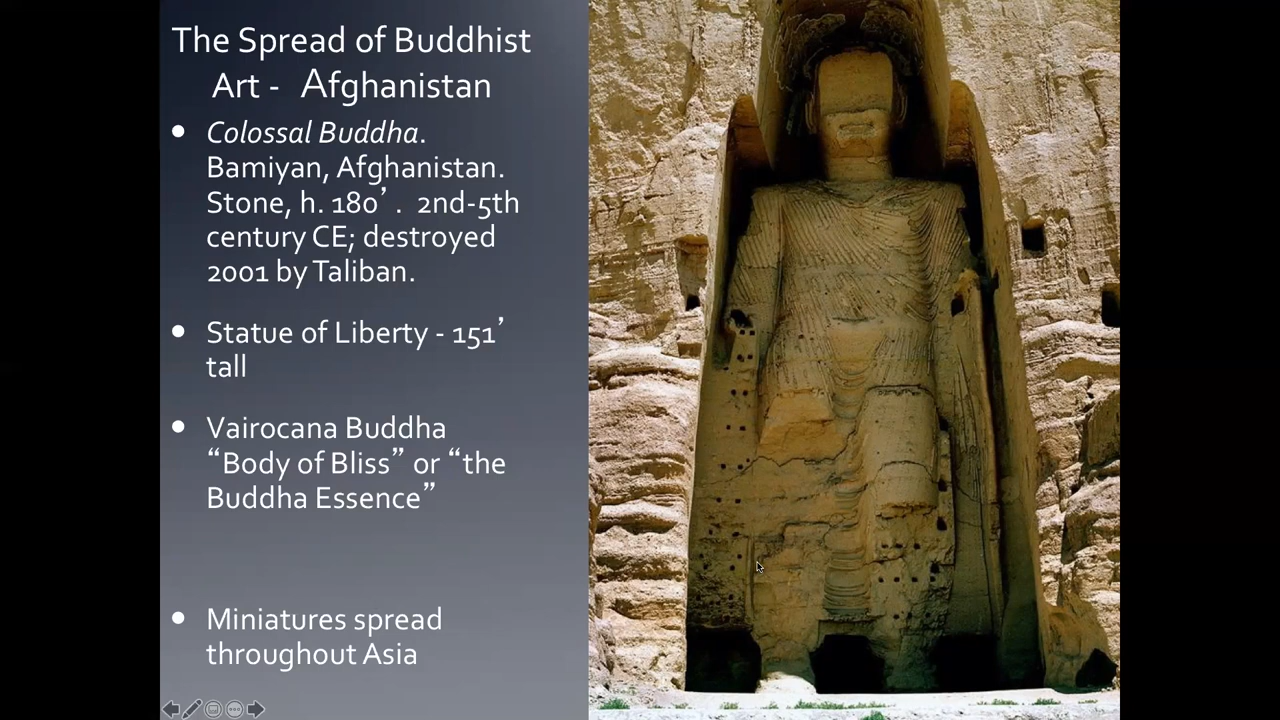 The Spread of Buddhist
Art - Afghanistan
• Colossal Buddha.
Bamiyan, Afghanistan.
Stone, h. 180’ . 2nd-5th
century CE; destroyed
2001 by Taliban.
• Statue of Liberty - 151’
tall
• Vairocana Buddha
“Body of Bliss” or “the
Buddha Essence”
• Miniatures spread
throughout Asia